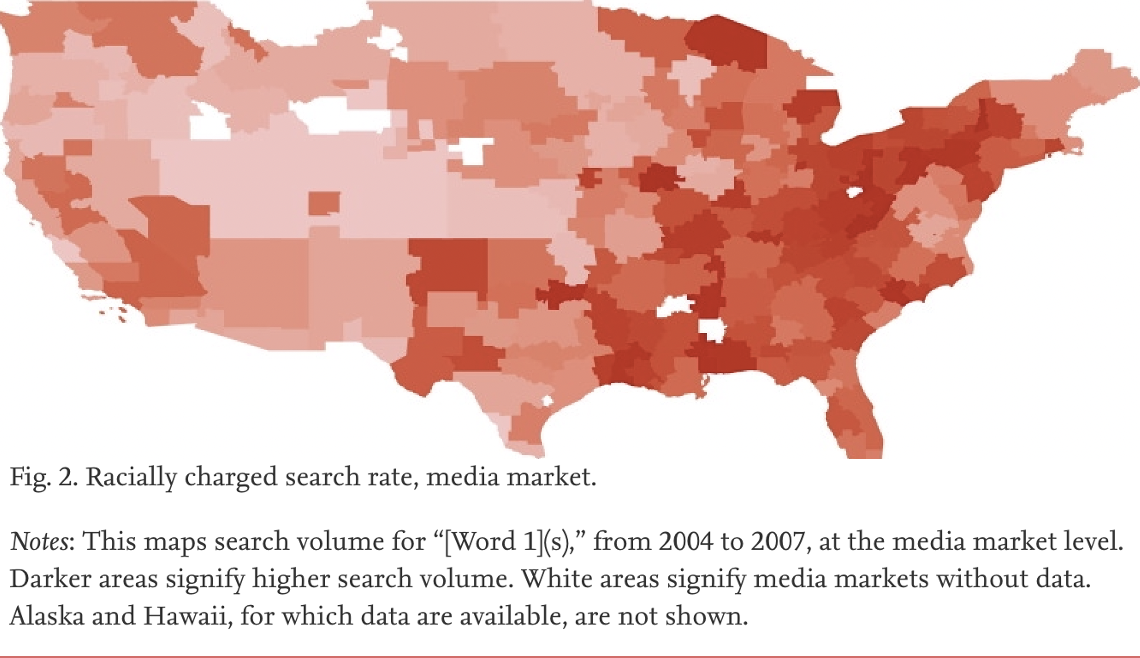 Fig. 2. Racially charged search rate, media market.
Notes: This maps search volume for “[Word 1](s),” from 2004 to 2007, at the media market level.
Darker areas signify higher search volume. White areas signify media markets without data.
Alaska and Hawaii, for which data are available, are not shown.